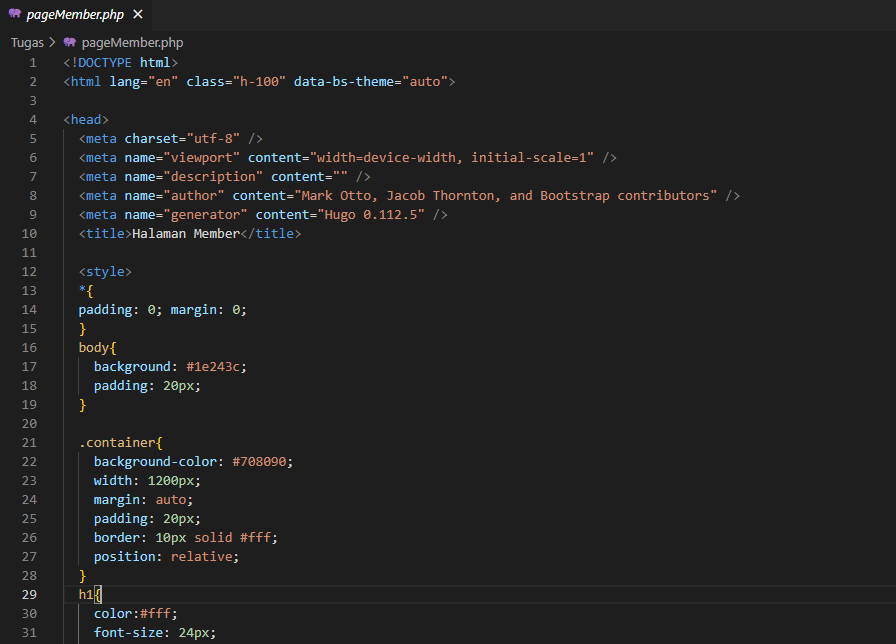 pageMember.php ×
Tugas > pageMember.php
1 <!DOCTYPE html>
2 <html lang="en" class="h-100" data-bs-theme="auto">
3
4 <head>
5 <meta charset="utf-8" />
6 <meta name="viewport" content="width=device-width, initial-scale=1" />
7 <meta name="description" content="" />
8 <meta name="author" content="Mark Otto, Jacob Thornton, and Bootstrap contributors" />
9 <meta name="generator" content="Hugo 0.112.5" />
10 <title>Halaman Member</title>
11
12 <style>
13 *{
14 padding: 0; margin: 0;
15 }
16 body{
17 background: #1e243c;
18 padding: 20px;
19 }
20
21 .container{
22 background-color: #708090;
23 width: 1200px;
24 margin: auto;
25 padding: 20px;
26 border: 10px solid #fff;
27 position: relative;
28 }
29 h1{
30 color:#fff;
31 font-size: 24px;